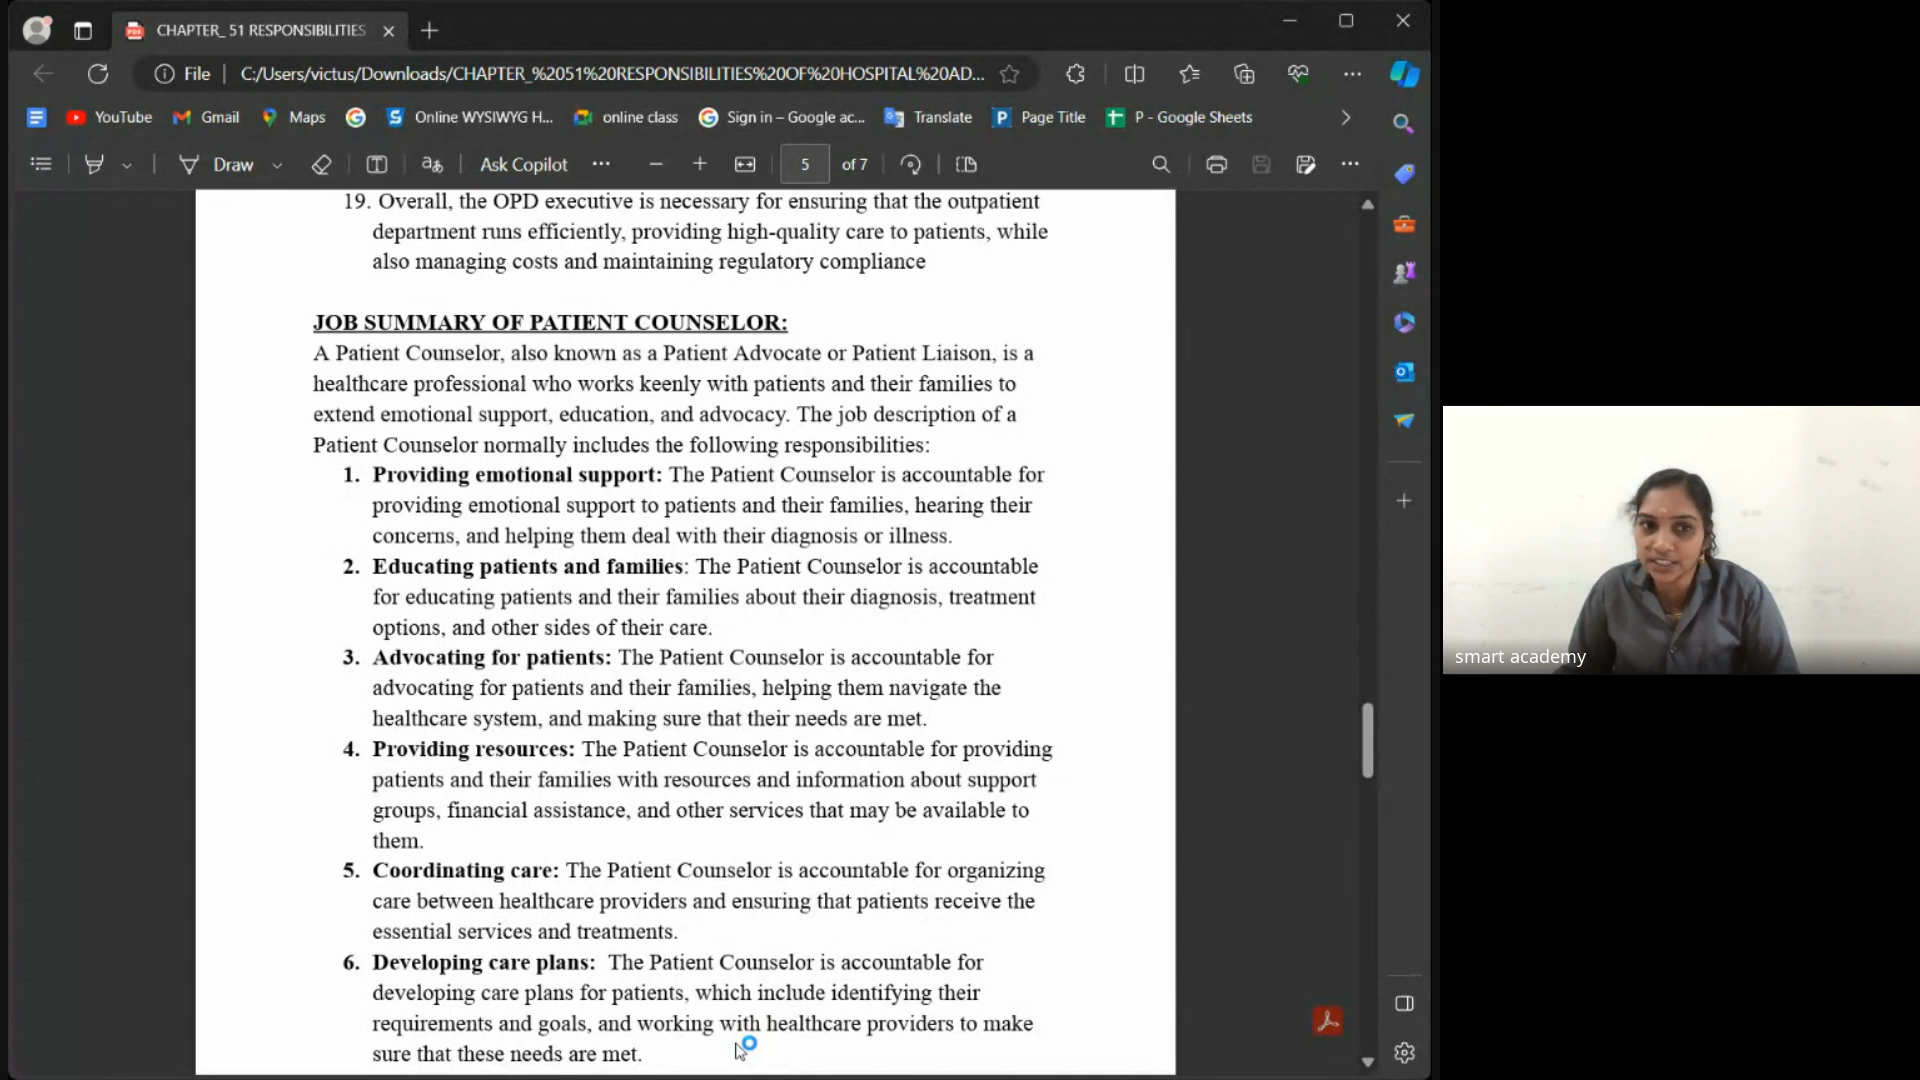 CHAPTER_ 51 RESPONSIBILITIES
File
C:/Users/victus/Downloads/CHAPTER_%2051%20RESPONSIBILITIES%20OF%20HOSPITAL%20AD...
YouTube
Gmail
Maps
Online WYSIWYG H...
online class
Sign in – Google ac...
Translate
Page Title
P - Google Sheets
Draw
Ask Copilot
5 of 7
19. Overall, the OPD executive is necessary for ensuring that the outpatient
department runs efficiently, providing high-quality care to patients, while
also managing costs and maintaining regulatory compliance
JOB SUMMARY OF PATIENT COUNSELOR:
A Patient Counselor, also known as a Patient Advocate or Patient Liaison, is a
healthcare professional who works keenly with patients and their families to
extend emotional support, education, and advocacy. The job description of a
Patient Counselor normally includes the following responsibilities:
1. Providing emotional support: The Patient Counselor is accountable for
providing emotional support to patients and their families, hearing their
concerns, and helping them deal with their diagnosis or illness.
2. Educating patients and families: The Patient Counselor is accountable
for educating patients and their families about their diagnosis, treatment
options, and other sides of their care.
3. Advocating for patients: The Patient Counselor is accountable for
advocating for patients and their families, helping them navigate the
healthcare system, and making sure that their needs are met.
4. Providing resources: The Patient Counselor is accountable for providing
patients and their families with resources and information about support
groups, financial assistance, and other services that may be available to
them.
5. Coordinating care: The Patient Counselor is accountable for organizing
care between healthcare providers and ensuring that patients receive the
essential services and treatments.
6. Developing care plans: The Patient Counselor is accountable for
developing care plans for patients, which include identifying their
requirements and goals, and working with healthcare providers to make
sure that these needs are met.
smart academy